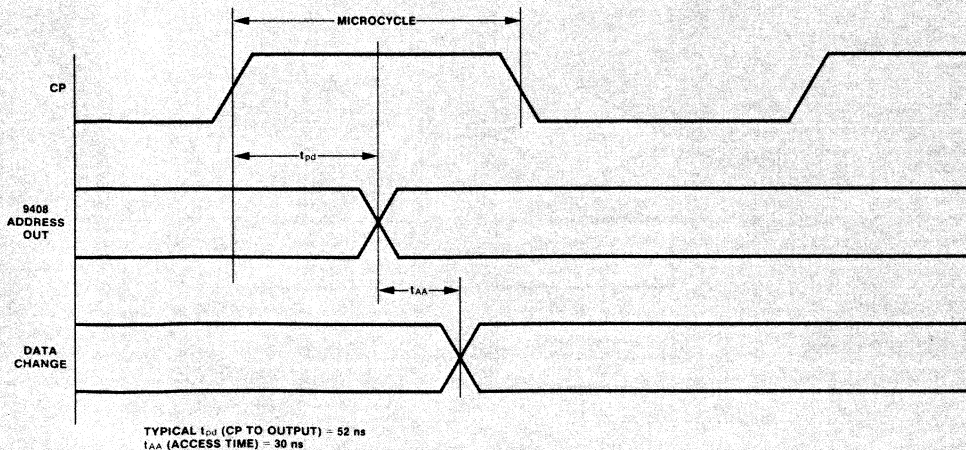 MICROCYCLE
CP
tpd
9408
ADDRESS
OUT
tAA
DATA
CHANGE
TYPICAL tpd (CP TO OUTPUT) = 52 ns
tAA (ACCESS TIME) = 30 ns